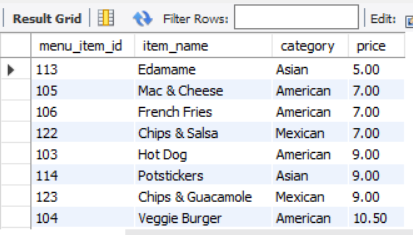 Result Grid Filter Rows: Edit:
menu_item_id item_name category price
113 Edamame Asian 5.00
105 Mac & Cheese American 7.00
106 French Fries American 7.00
122 Chips & Salsa Mexican 7.00
103 Hot Dog American 9.00
114 Potstickers Asian 9.00
123 Chips & Guacamole Mexican 9.00
104 Veggie Burger American 10.50